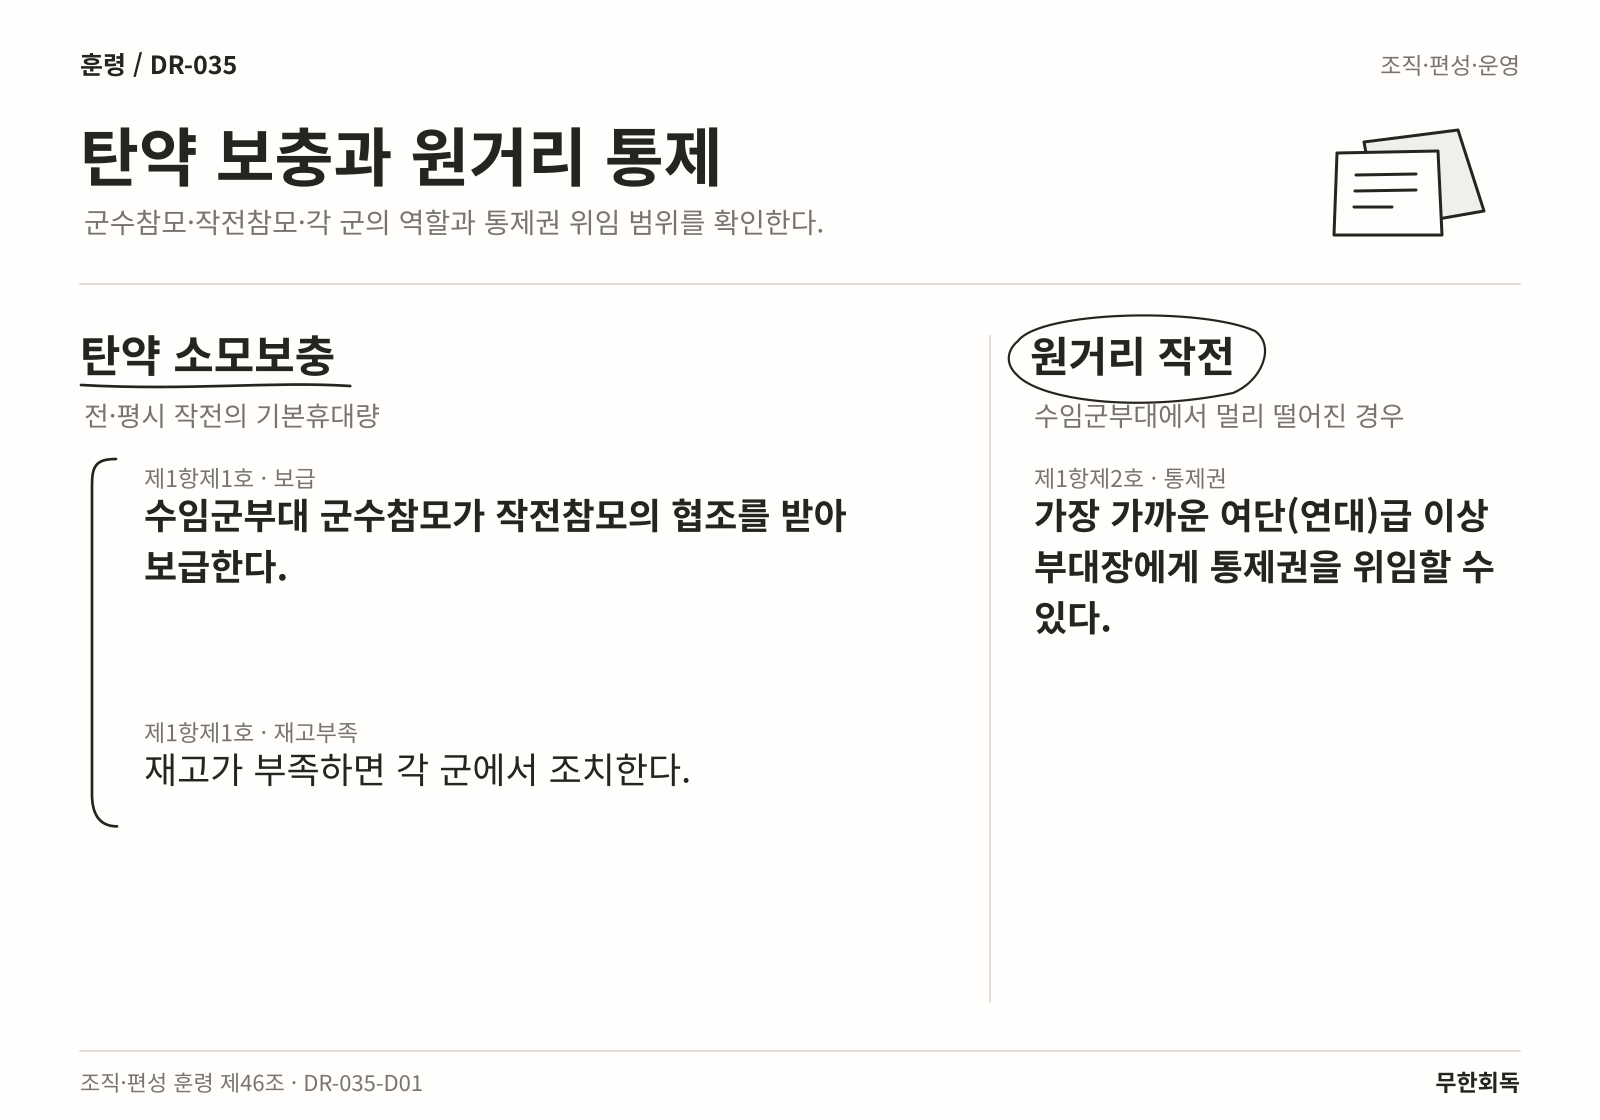 훈령 / DR-035
조직·편성·운영
탄약 보충과 원거리 통제
군수참모·작전참모·각 군의 역할과 통제권 위임 범위를 확인한다.
탄약 소모보충
전·평시 작전의 기본휴대량
제1항제1호 · 보급
수임군부대 군수참모가 작전참모의 협조를 받아
보급한다.
제1항제1호 · 재고부족
재고가 부족하면 각 군에서 조치한다.
원거리 작전
수임군부대에서 멀리 떨어진 경우
제1항제2호 · 통제권
가장 가까운 여단(연대)급 이상
부대장에게 통제권을 위임할 수
있다.
조직·편성 훈령 제46조 · DR-035-D01
무한회독